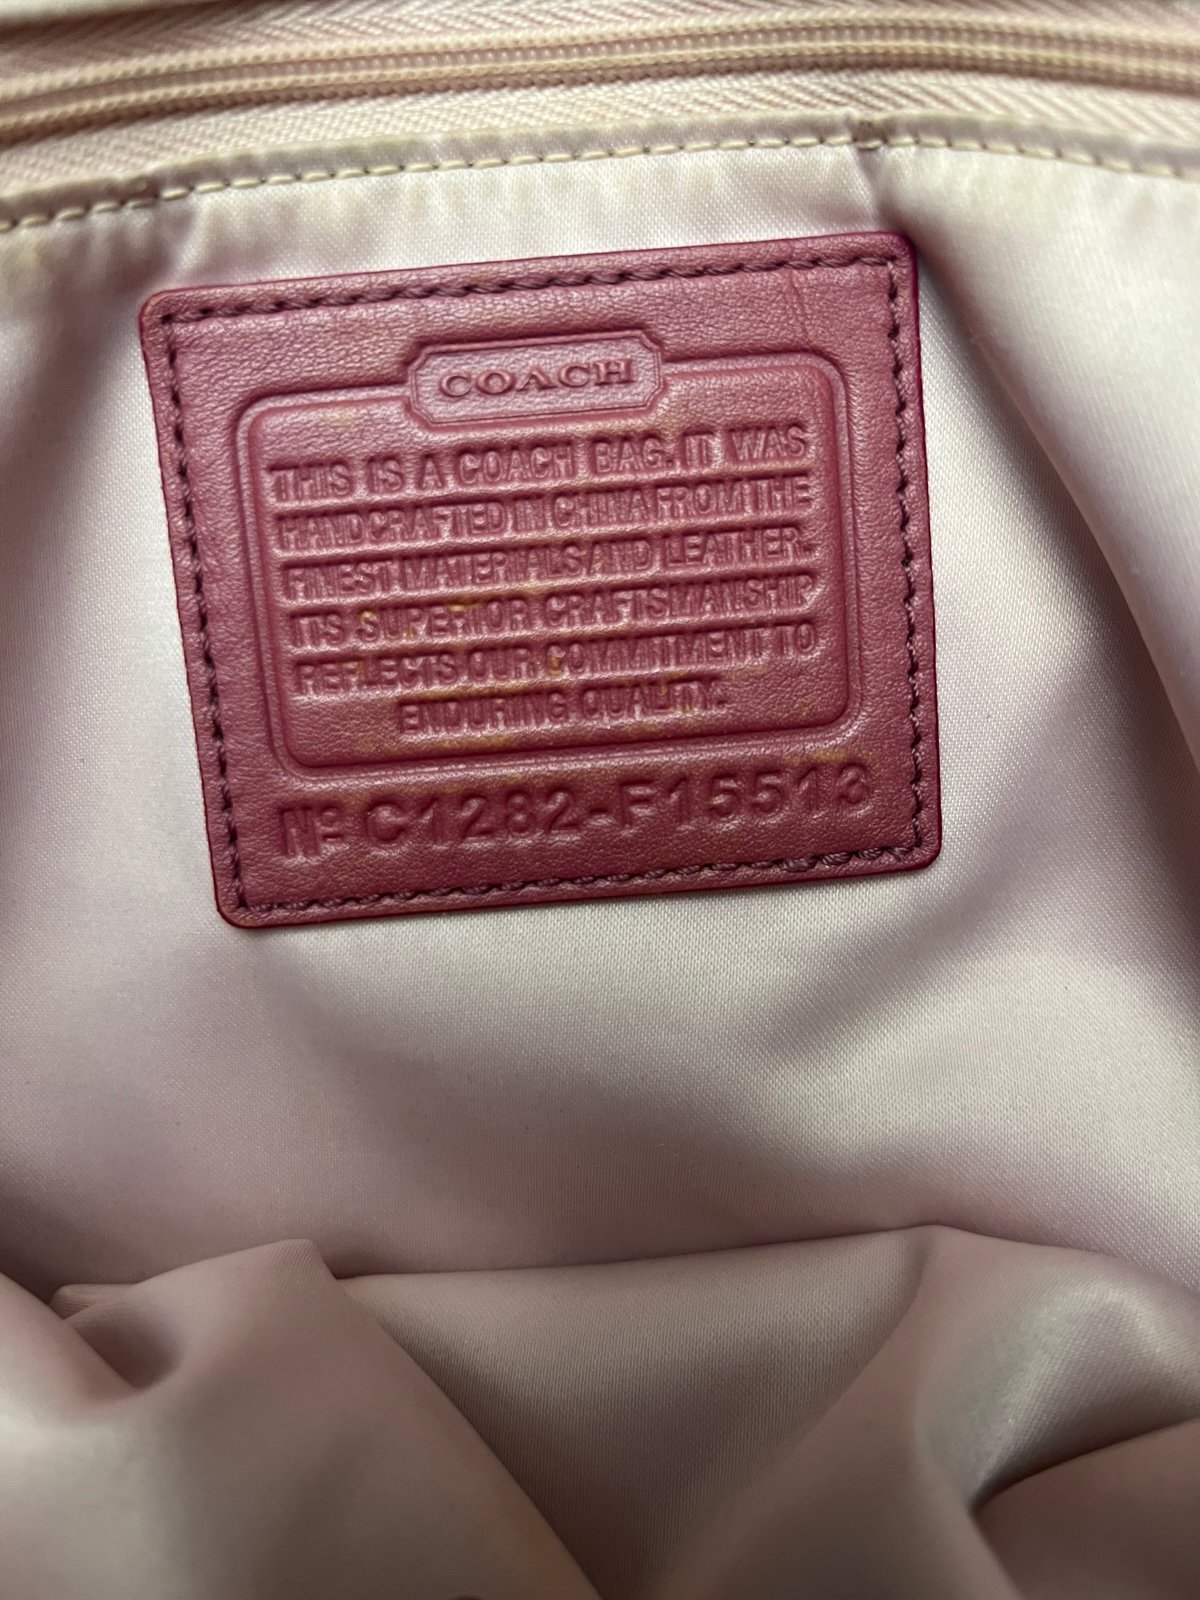 COACH
THIS IS A COACH BAG. IT WAS
HANDCRAFTED IN CHINA FROM THE
FINEST MATERIALS AND LEATHER.
ITS SUPERIOR CRAFTSMANSHIP
REFLECTS OUR COMMITMENT TO
ENDURING QUALITY.
Nº C1282-F15513